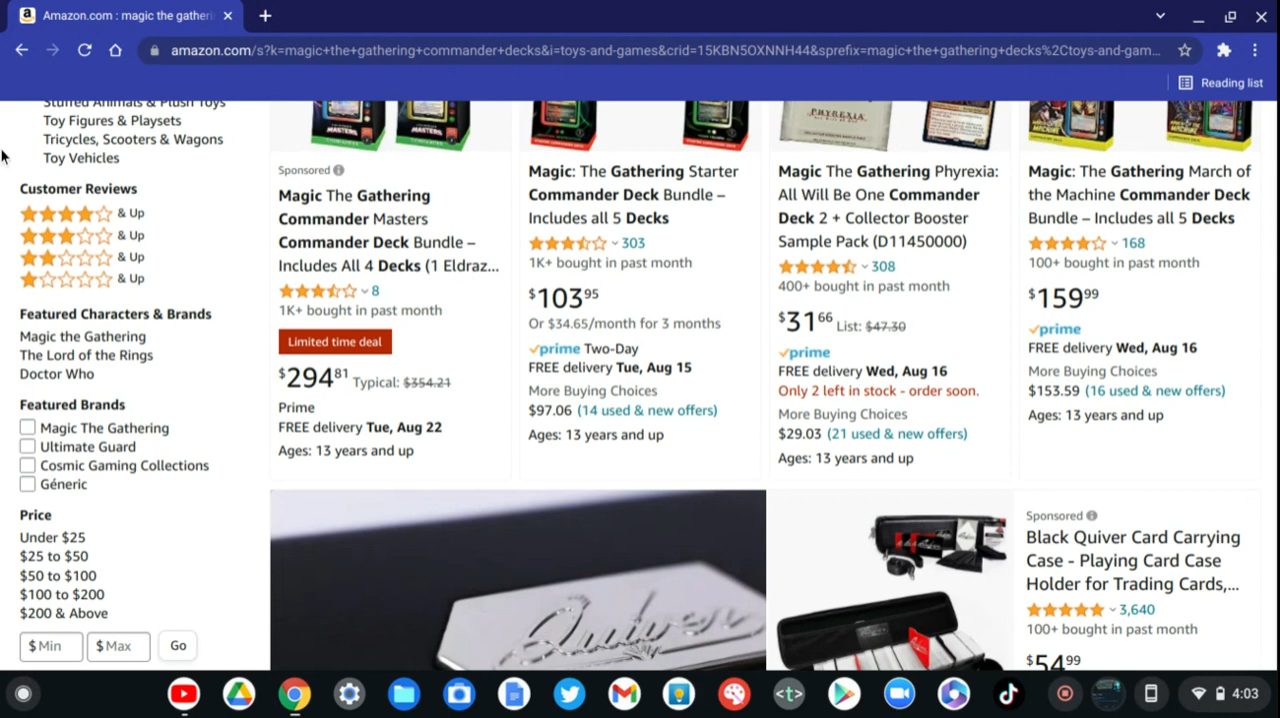 Amazon.com : magic the gatheri
amazon.com/s?k=magic+the+gathering+commander+decks&i=toys-and-games&crid=15KBN5OXNNH44&sprefix=magic+the+gathering+decks%2Ctoys-and-gam...
Reading list
Stuffed Animals & Plush Toys
Toy Figures & Playsets
Tricycles, Scooters & Wagons
Toy Vehicles
Customer Reviews
& Up
& Up
& Up
& Up
Featured Characters & Brands
Magic the Gathering
The Lord of the Rings
Doctor Who
Featured Brands
Magic The Gathering
Ultimate Guard
Cosmic Gaming Collections
Géneric
Price
Under $25
$25 to $50
$50 to $100
$100 to $200
$200 & Above
$ Min
$ Max
Go
MASTERS
MASTERS
Sponsored
Magic The Gathering
Commander Masters
Commander Deck Bundle –
Includes All 4 Decks (1 Eldraz...
8
1K+ bought in past month
Limited time deal
$294 81 Typical: $354.21
Prime
FREE delivery Tue, Aug 22
Ages: 13 years and up
Magic: The Gathering Starter
Commander Deck Bundle –
Includes all 5 Decks
303
1K+ bought in past month
$103 95
Or $34.65/month for 3 months
prime Two-Day
FREE delivery Tue, Aug 15
More Buying Choices
$97.06 (14 used & new offers)
Ages: 13 years and up
PHYREXIA
Magic The Gathering Phyrexia:
All Will Be One Commander
Deck 2 + Collector Booster
Sample Pack (D11450000)
308
400+ bought in past month
$31 66 List: $47.30
prime
FREE delivery Wed, Aug 16
Only 2 left in stock - order soon.
More Buying Choices
$29.03 (21 used & new offers)
Ages: 13 years and up
MACHINE
Magic: The Gathering March of
the Machine Commander Deck
Bundle – Includes all 5 Decks
168
100+ bought in past month
$159 99
prime
FREE delivery Wed, Aug 16
More Buying Choices
$153.59 (16 used & new offers)
Ages: 13 years and up
Quiver
Sponsored
Black Quiver Card Carrying
Case - Playing Card Case
Holder for Trading Cards,...
3,640
100+ bought in past month
$54 99
<t>
4:03